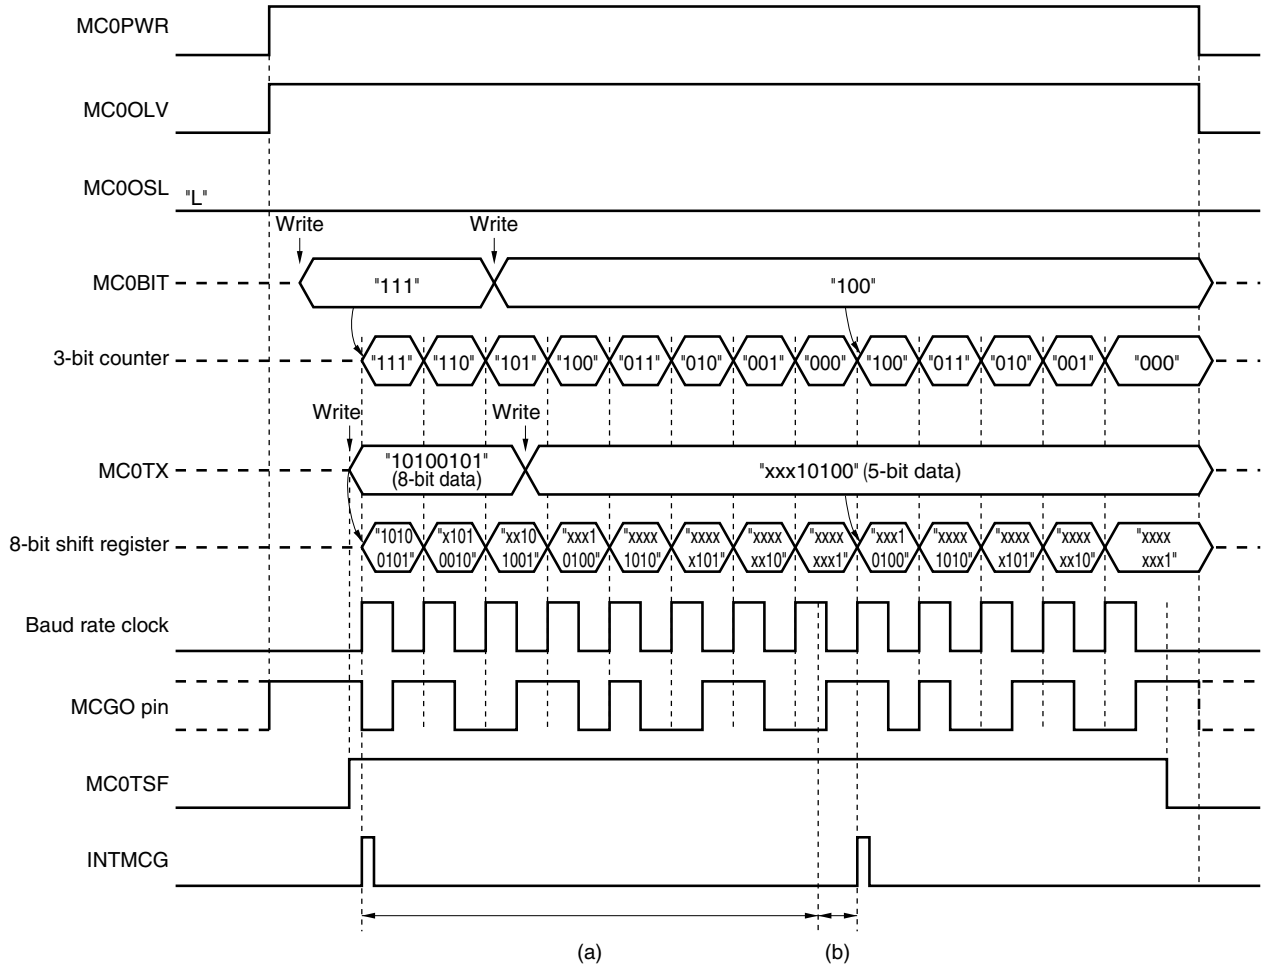 MC0PWR
MC0OLV
MC0OSL "L"
Write Write
MC0BIT "111" "100"
3-bit counter "111" "110" "101" "100" "011" "010" "001" "000" "100" "011" "010" "001" "000"
Write Write
MC0TX "10100101" "xxx10100" (5-bit data)
(8-bit data)
8-bit shift register "1010 "x101 "xx10 "xxx1 "xxxx "xxxx "xxxx "xxxx "xxx1 "xxxx "xxxx "xxxx "xxxx
0101" 0010" 1001" 0100" 1010" x101" xx10" xxx1" 0100" 1010" x101" xx10" xxx1"
Baud rate clock
MCGO pin
MC0TSF
INTMCG
(a) (b)